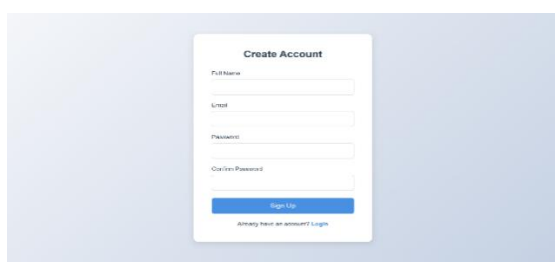 Create Account
Full Name
Email
Password
Confirm Password
Sign Up
Already have an account? Login